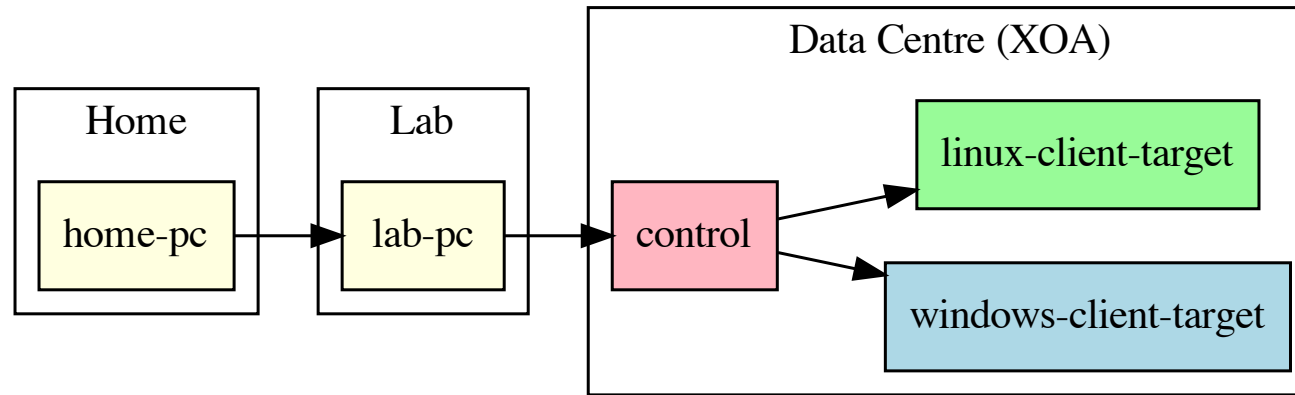 Home
home-pc
Lab
lab-pc
Data Centre (XOA)
control
linux-client-target
windows-client-target